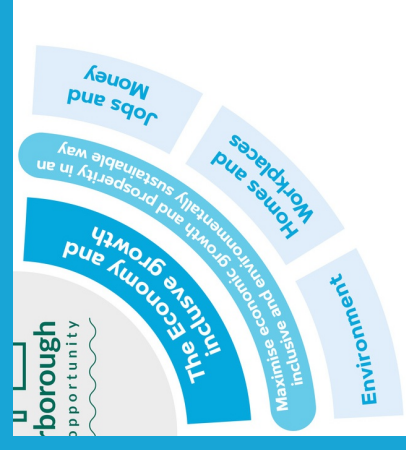 Jobs and
Money
Homes and
Workplaces
Environment
Maximise economic growth and prosperity in an
inclusive and environmentally sustainable way
The Economy and
inclusve growth
rborough
opportunity